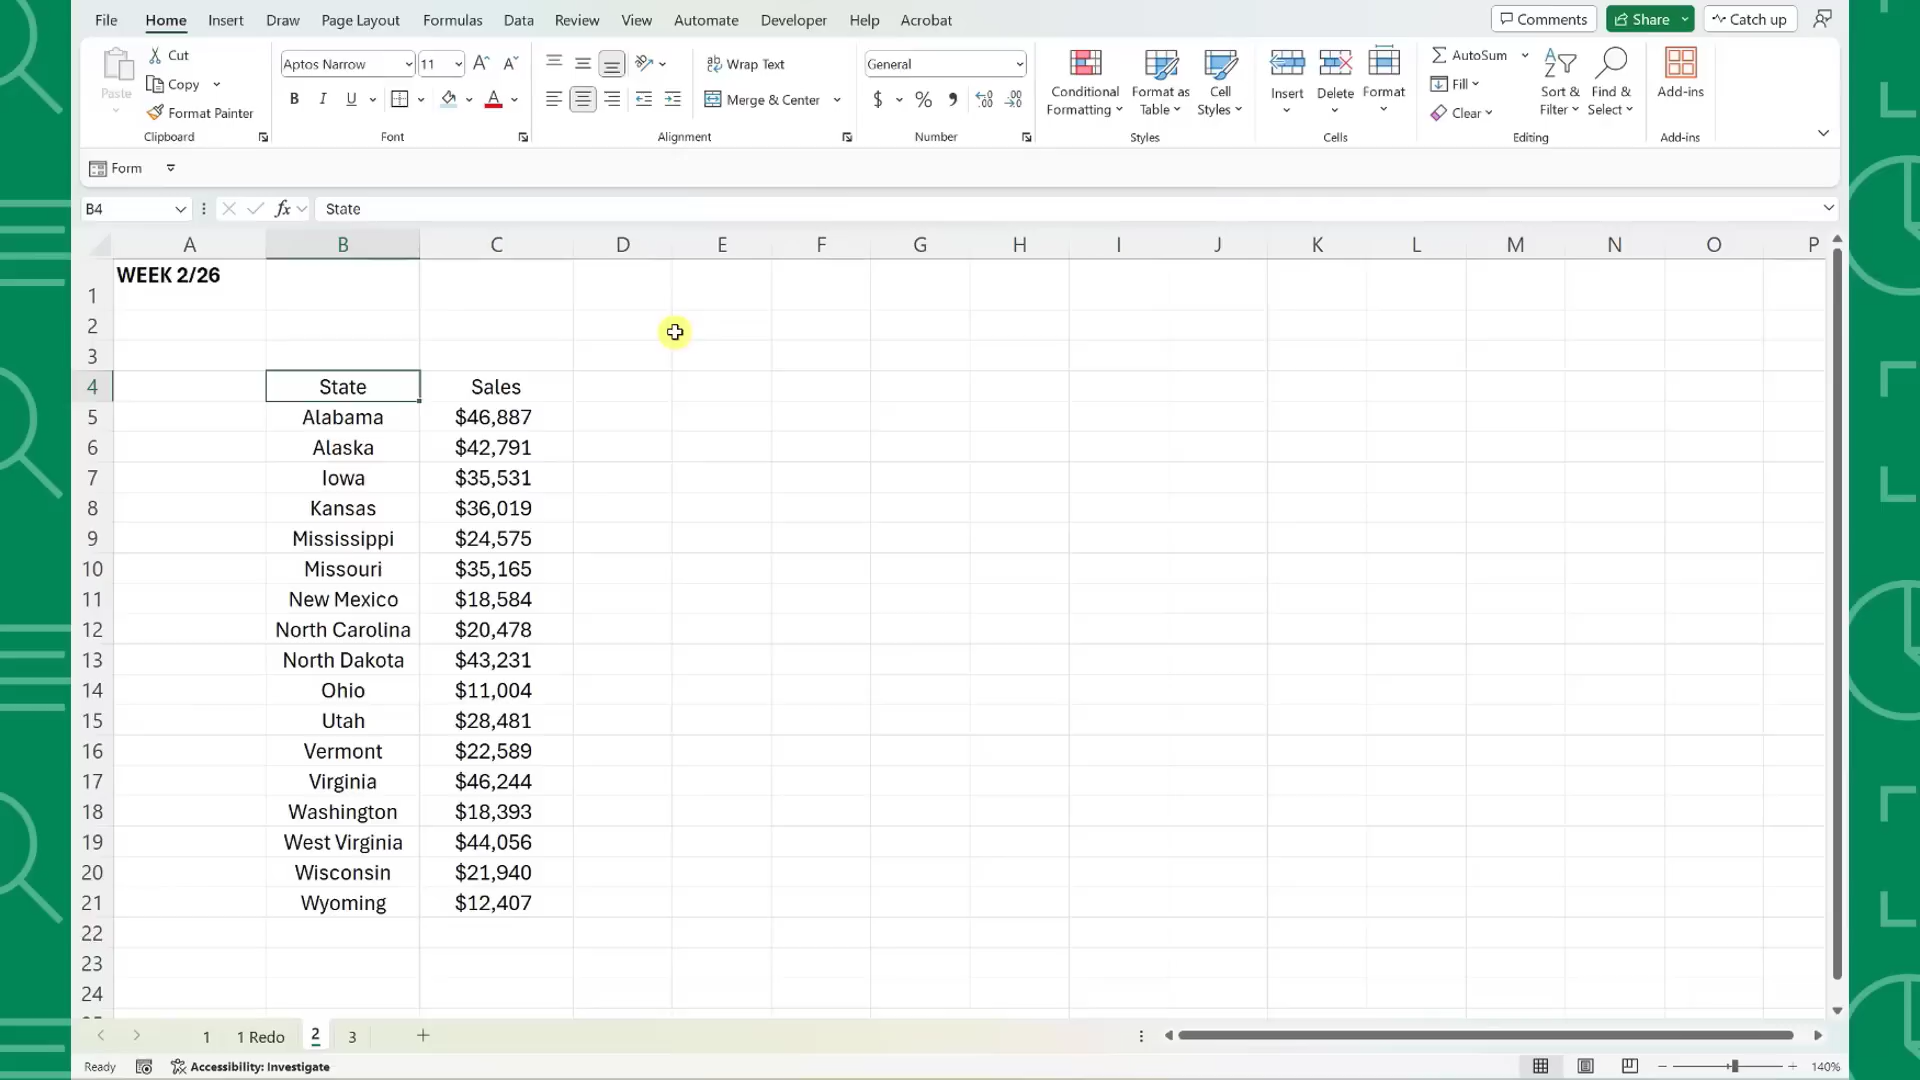 File Home Insert Draw Page Layout Formulas Data Review View Automate Developer Help Acrobat Comments Share Catch up
Paste Cut Copy Format Painter
Clipboard
Aptos Narrow 11
B I U A
Font
Wrap Text
Merge & Center
Alignment
General
$ % 9
Number
Conditional Formatting
Format as Table
Cell Styles
Styles
Insert Delete Format
Cells
AutoSum
Fill
Clear
Sort & Filter
Find & Select
Editing
Add-ins
Add-ins
Form
B4 fx State
A B C D E F G H I J K L M N O P
1 WEEK 2/26
2
3
4 State Sales
5 Alabama $46,887
6 Alaska $42,791
7 Iowa $35,531
8 Kansas $36,019
9 Mississippi $24,575
10 Missouri $35,165
11 New Mexico $18,584
12 North Carolina $20,478
13 North Dakota $43,231
14 Ohio $11,004
15 Utah $28,481
16 Vermont $22,589
17 Virginia $46,244
18 Washington $18,393
19 West Virginia $44,056
20 Wisconsin $21,940
21 Wyoming $12,407
22
23
24
1 1 Redo 2 3 +
Ready Accessibility: Investigate 140%